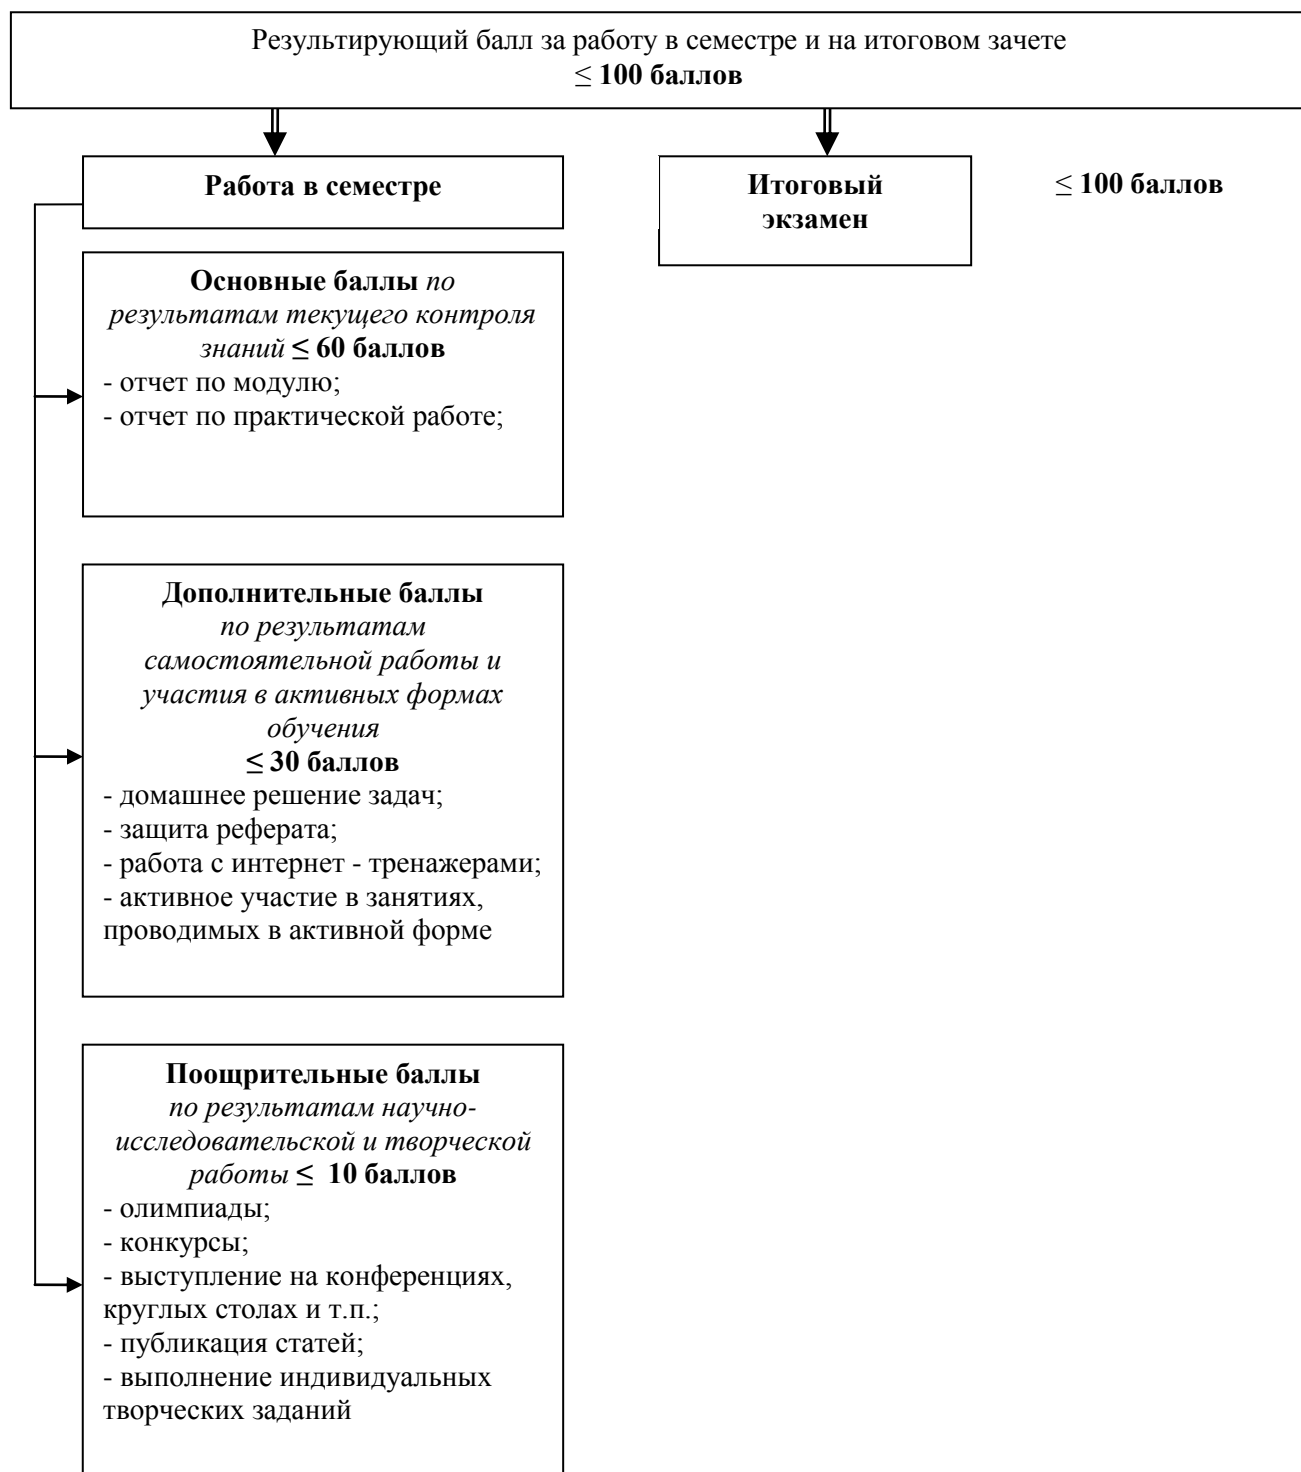 Результирующий балл за работу в семестре и на итоговом зачете
≤ 100 баллов
Работа в семестре
Итоговый
экзамен
≤ 100 баллов
Основные баллы по
результатам текущего контроля
знаний ≤ 60 баллов
- отчет по модулю;
- отчет по практической работе;
Дополнительные баллы
по результатам
самостоятельной работы и
участия в активных формах
обучения
≤ 30 баллов
- домашнее решение задач;
- защита реферата;
- работа с интернет - тренажерами;
- активное участие в занятиях,
проводимых в активной форме
Поощрительные баллы
по результатам научно-
исследовательской и творческой
работы ≤ 10 баллов
- олимпиады;
- конкурсы;
- выступление на конференциях,
круглых столах и т.п.;
- публикация статей;
- выполнение индивидуальных
творческих заданий